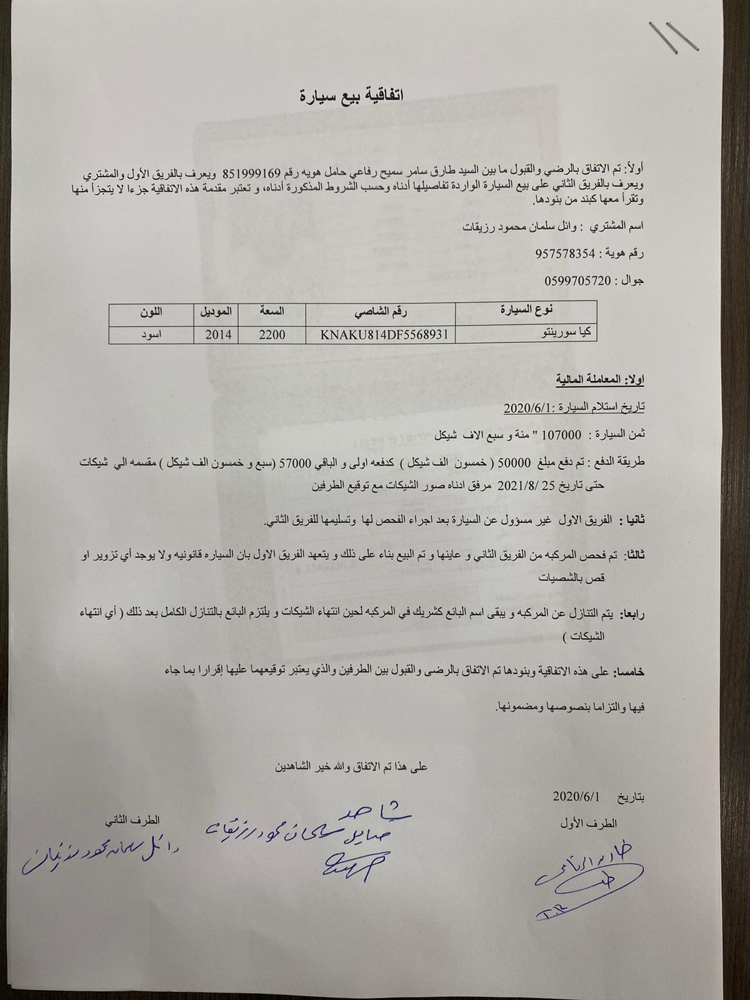 اتفاقية بيع سيارة
أولاً: تم الاتفاق بالرضي والقبول ما بين السيد طارق سامر سميح رفاعي حامل هويه رقم 851999169 ويعرف بالفريق الأول والمشتري
ويعرف بالفريق الثاني على بيع السيارة الواردة تفاصيلها أدناه وحسب الشروط المذكورة أدناه، و تعتبر مقدمة هذه الاتفاقية جزءا لا يتجزأ منها
وتقرأ معها كبند من بنودها.
اسم المشتري : وائل سلمان محمود رزيقات
رقم هوية : 957578354
جوال : 0599705720
نوع السيارة رقم الشاصي السعة الموديل اللون
كيا سورينتو KNAKU814DF5568931 2200 2014 اسود
اولا: المعاملة المالية
تاريخ استلام السيارة :2020/6/1
ثمن السيارة : 107000 " مئة و سبع الاف شيكل
طريقة الدفع : تم دفع مبلغ 50000 ( خمسون الف شيكل ) كدفعه اولى و الباقي 57000 (سبع و خمسون الف شيكل ) مقسمه الي شيكات
حتى تاريخ 25 /2021/8 مرفق ادناه صور الشيكات مع توقيع الطرفين
ثانيا : الفريق الاول غير مسؤول عن السيارة بعد اجراء الفحص لها وتسليمها للفريق الثاني.
ثالثا: تم فحص المركبه من الفريق الثاني و عاينها و تم البيع بناء على ذلك و يتعهد الفريق الاول بان السياره قانونيه ولا يوجد أي تزوير او
قص بالشصيات
رابعا: يتم التنازل عن المركبه و يبقى اسم البائع كشريك في المركبه لحين انتهاء الشيكات و يلتزم البائع بالتنازل الكامل بعد ذلك ( أي انتهاء
الشيكات )
خامسا: على هذه الاتفاقية وبنودها تم الاتفاق بالرضى والقبول بين الطرفين والذي يعتبر توقيعهما عليها إقرارا بما جاء
فيها والتزاما بنصوصها ومضمونها.
على هذا تم الاتفاق والله خير الشاهدين
بتاريخ 2020/6/1
الطرف الأول
طارق الرفاعي
شاهد
سلمان محمود رزيقات
الطرف الثاني
وائل سلمان محمود رزيقات